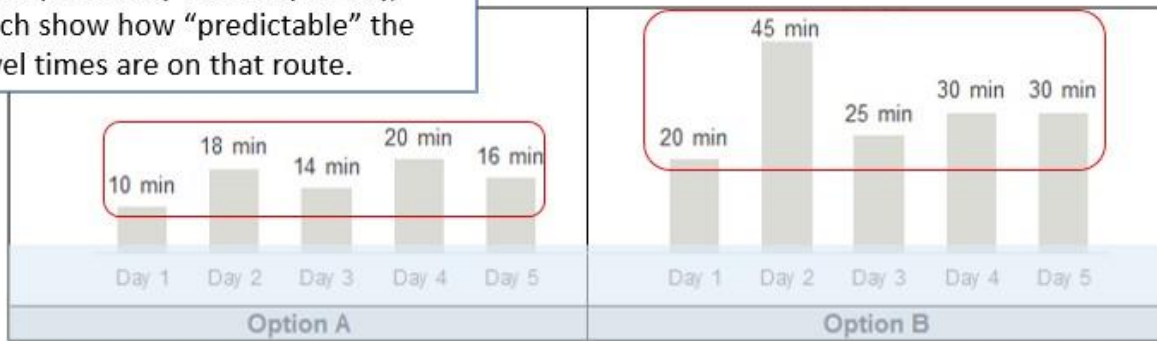 ch show how “predictable” the
vel times are on that route.
10 min
18 min
14 min
20 min
16 min
Day 1 Day 2 Day 3 Day 4 Day 5
Option A
20 min
45 min
25 min
30 min
30 min
Day 1 Day 2 Day 3 Day 4 Day 5
Option B